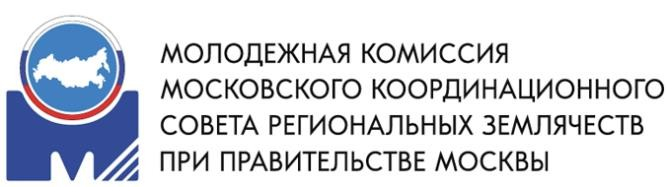 МОЛОДЕЖНАЯ КОМИССИЯ
МОСКОВСКОГО КООРДИНАЦИОННОГО
СОВЕТА РЕГИОНАЛЬНЫХ ЗЕМЛЯЧЕСТВ
ПРИ ПРАВИТЕЛЬСТВЕ МОСКВЫ